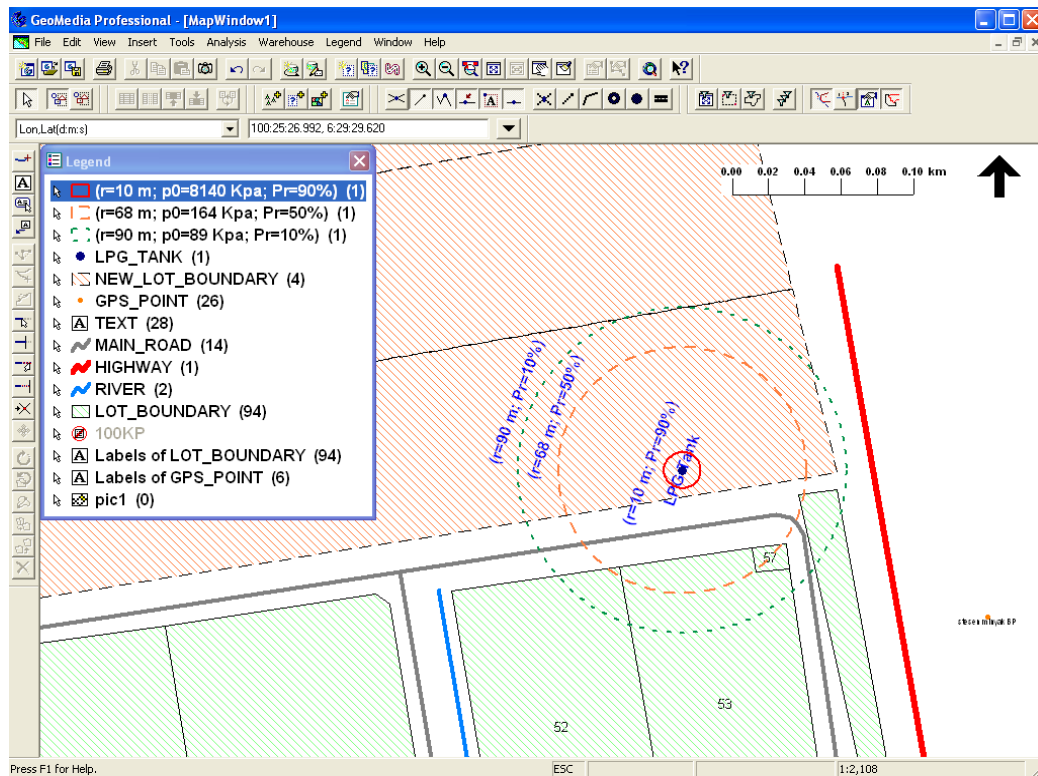 GeoMedia Professional - [MapWindow1]
File Edit View Insert Tools Analysis Warehouse Legend Window Help
Lon,Lat(d:m:s) 100:25:26.992, 6:29:29.620
Legend
(r=10 m; p0=8140 Kpa; Pr=90%) (1)
(r=68 m; p0=164 Kpa; Pr=50%) (1)
(r=90 m; p0=89 Kpa; Pr=10%) (1)
LPG_TANK (1)
NEW_LOT_BOUNDARY (4)
GPS_POINT (26)
A TEXT (28)
MAIN_ROAD (14)
HIGHWAY (1)
RIVER (2)
LOT_BOUNDARY (94)
100KP
A Labels of LOT_BOUNDARY (94)
A Labels of GPS_POINT (6)
pic1 (0)
0.00 0.02 0.04 0.06 0.08 0.10 km
(r=90 m; Pr=10%)
(r=68 m; Pr=50%)
(r=10 m; Pr=90%)
LPG Tank
57
stesen minyak BP
53
52
Press F1 for Help. ESC 1:2,108